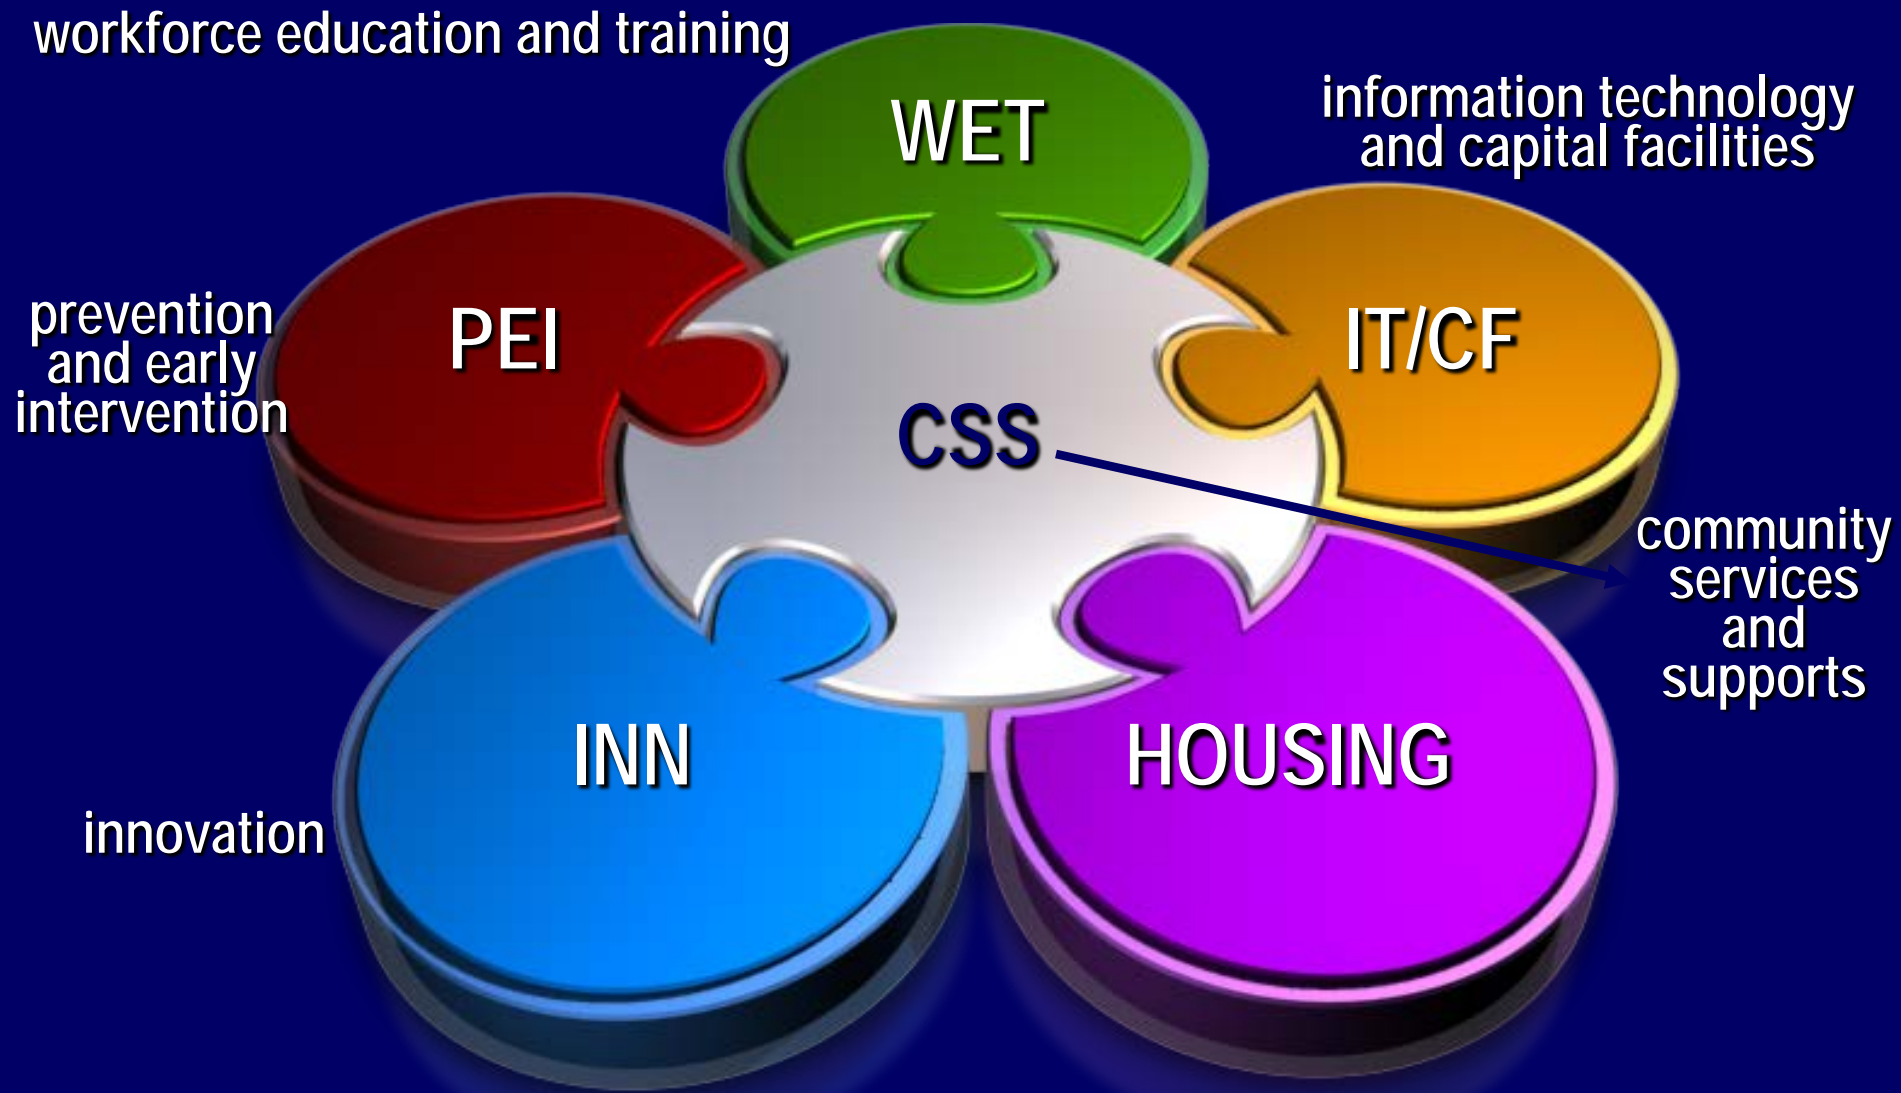 workforce education and training
WET
information technology
and capital facilities
prevention
and early
intervention
PEI
IT/CF
CSS
community
services
and
supports
INN
HOUSING
innovation